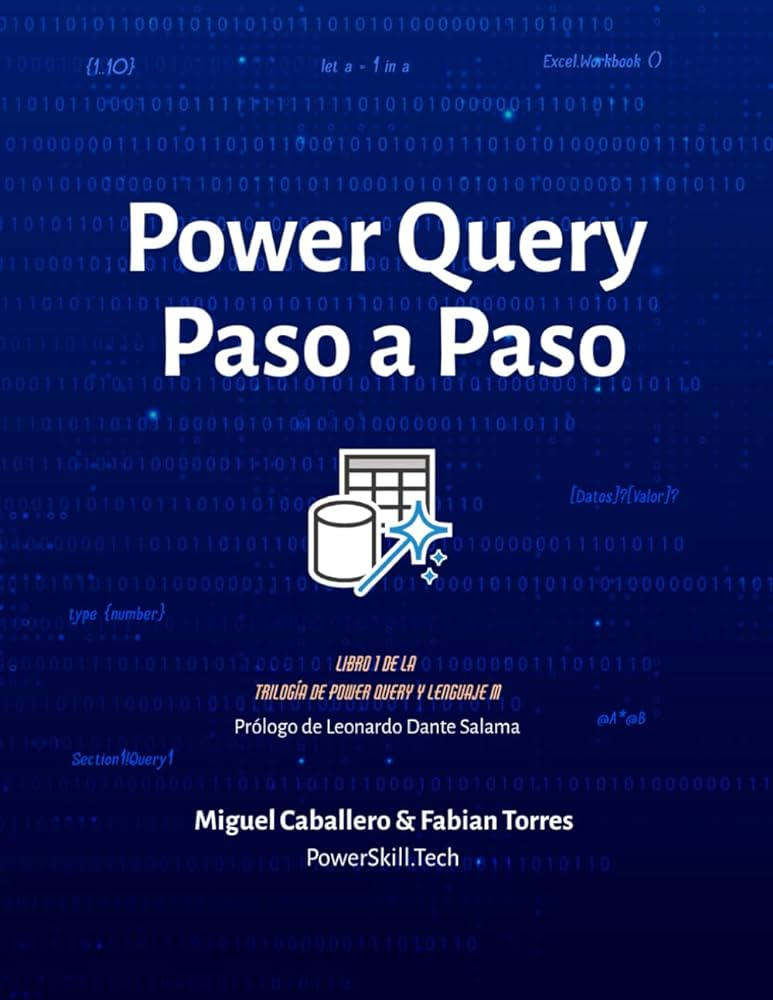 {1..10}
let a = 1 in a
Excel.Workbook ()
Power Query
Paso a Paso
[Datos]?[Valor]?
type {number}
LIBRO 1 DE LA
TRILOGÍA DE POWER QUERY Y LENGUAJE M
Prólogo de Leonardo Dante Salama
@A*@B
Section1!Query1
Miguel Caballero & Fabian Torres
PowerSkill.Tech